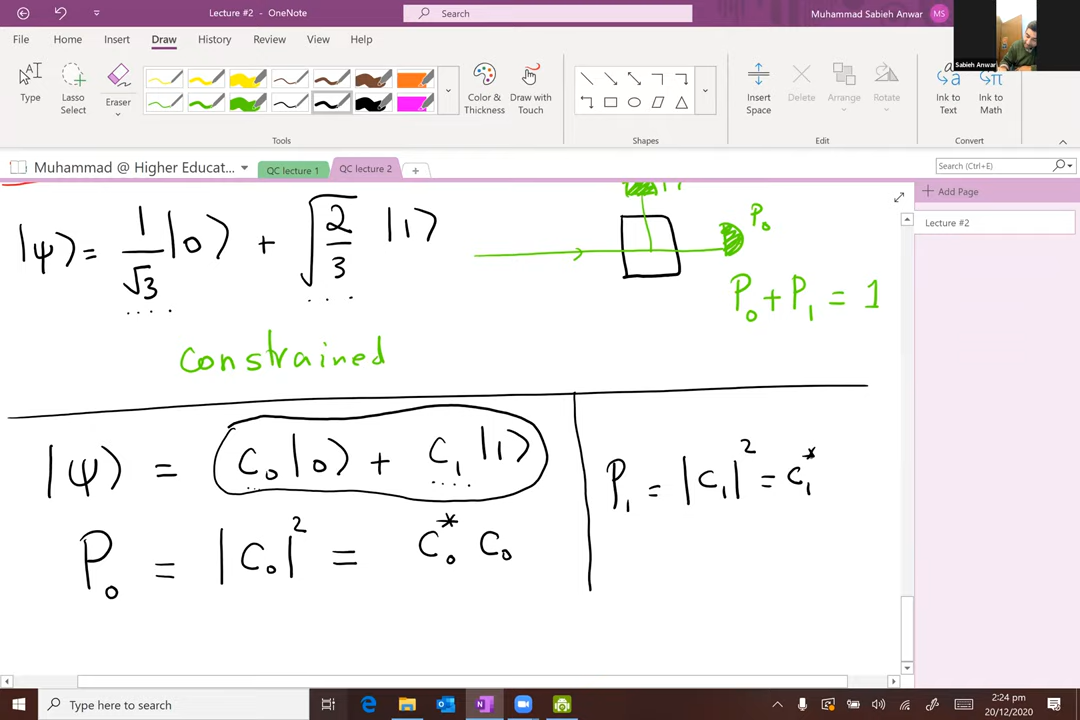 Lecture #2 - OneNote
Search
Muhammad Sabieh Anwar
MS
Sabieh Anwar
File Home Insert Draw History Review View Help
Type
Lasso Select
Eraser
Color & Thickness
Draw with Touch
Insert Space
Delete
Arrange
Rotate
Ink to Text
Ink to Math
Tools
Shapes
Edit
Convert
Muhammad @ Higher Educat...
QC lecture 1
QC lecture 2
Search (Ctrl+E)
Add Page
Lecture #2
|ψ⟩ = 1/√3 |0⟩ + √(2/3) |1⟩
P₀
P₀ + P₁ = 1
constrained
|ψ⟩ = c₀|0⟩ + c₁|1⟩
P₁ = |c₁|² = c₁*
P₀ = |c₀|² = c₀* c₀
Type here to search
2:24 pm
20/12/2020